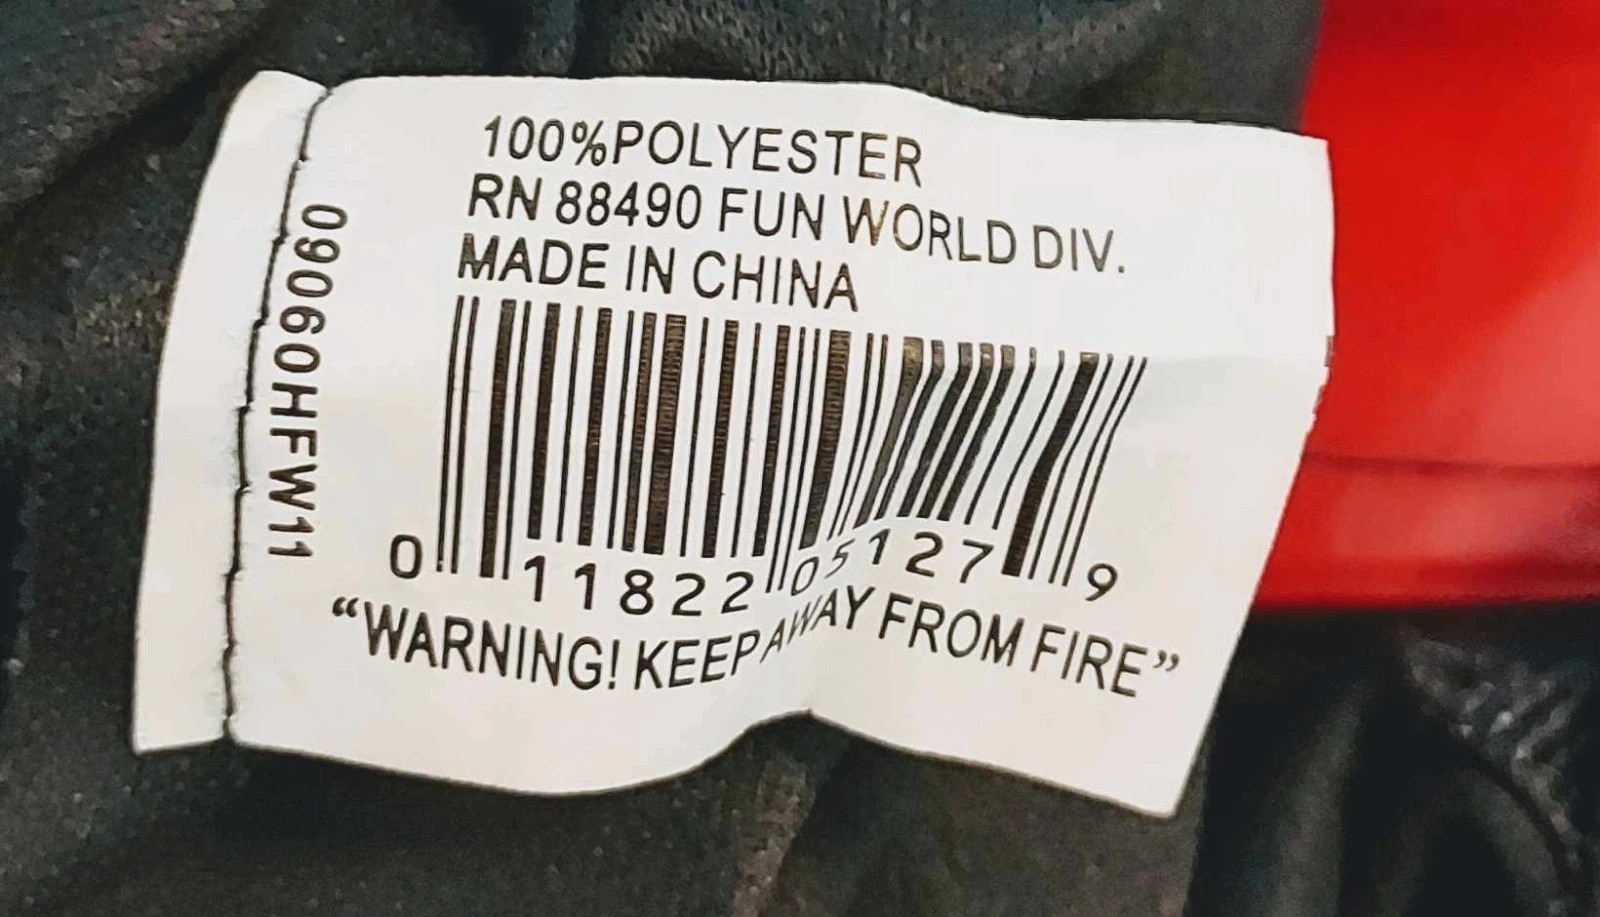 100%POLYESTER
RN 88490 FUN WORLD DIV.
MADE IN CHINA
0 11822 05127 9
“WARNING! KEEP AWAY FROM FIRE”
09060HFW11